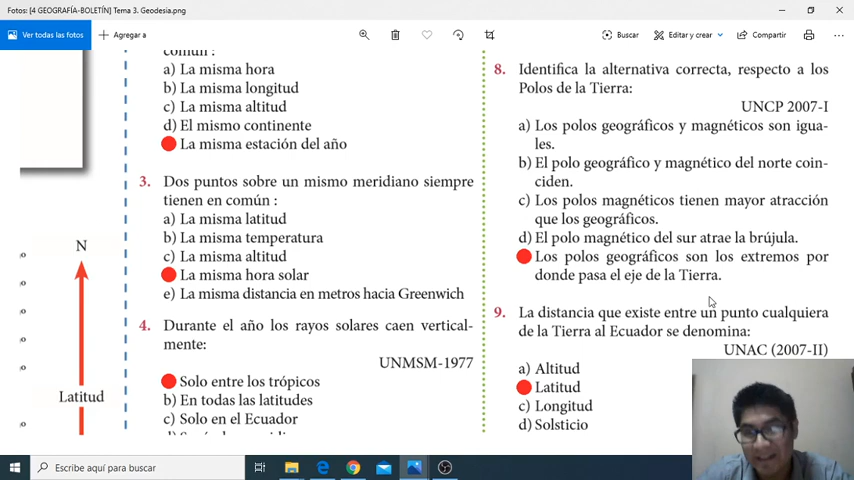 Fotos: [4 GEOGRAFÍA-BOLETÍN] Tema 3. Geodesia.png
Ver todas las fotos
Agregar a
Buscar
Editar y crear
Compartir
común :
a) La misma hora
b) La misma longitud
c) La misma altitud
d) El mismo continente
La misma estación del año
3. Dos puntos sobre un mismo meridiano siempre
tienen en común :
a) La misma latitud
b) La misma temperatura
c) La misma altitud
La misma hora solar
e) La misma distancia en metros hacia Greenwich
4. Durante el año los rayos solares caen vertical-
mente:
UNMSM-1977
Solo entre los trópicos
b) En todas las latitudes
c) Solo en el Ecuador
N
Latitud
8. Identifica la alternativa correcta, respecto a los
Polos de la Tierra:
UNCP 2007-I
a) Los polos geográficos y magnéticos son igua-
les.
b) El polo geográfico y magnético del norte coin-
ciden.
c) Los polos magnéticos tienen mayor atracción
que los geográficos.
d) El polo magnético del sur atrae la brújula.
Los polos geográficos son los extremos por
donde pasa el eje de la Tierra.
9. La distancia que existe entre un punto cualquiera
de la Tierra al Ecuador se denomina:
UNAC (2007-II)
a) Altitud
Latitud
c) Longitud
d) Solsticio
Escribe aquí para buscar